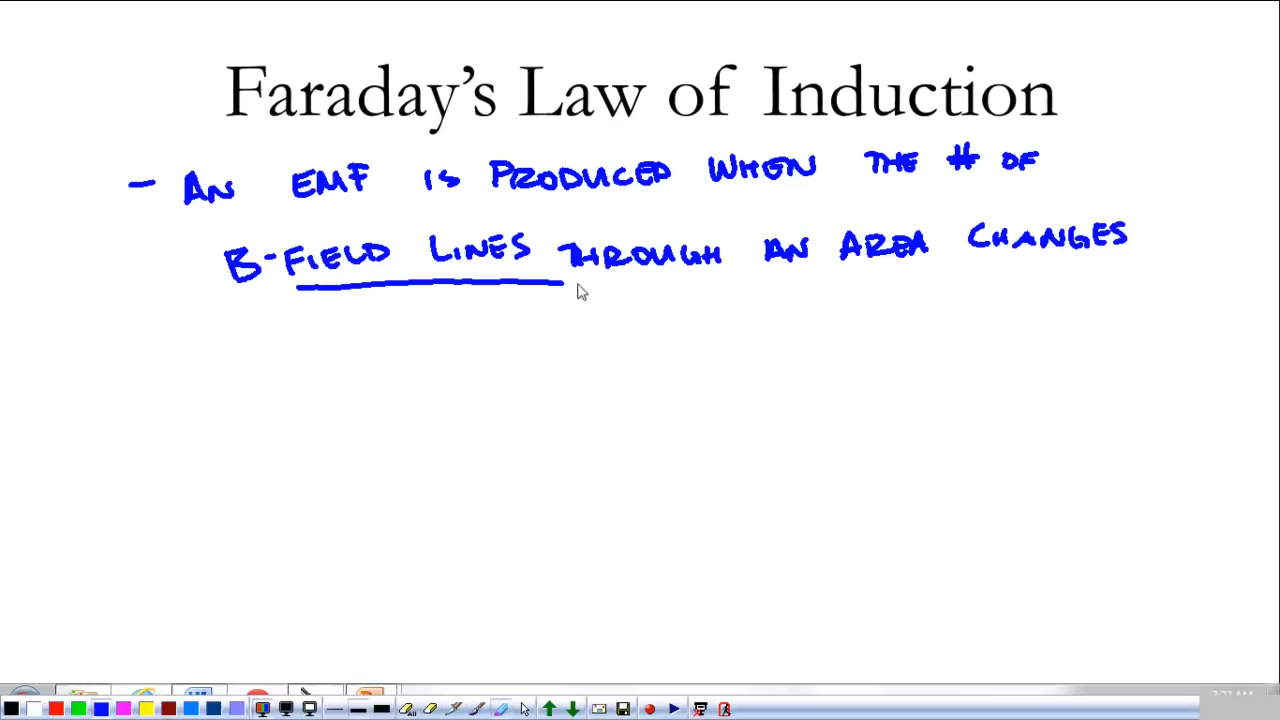 Faraday's Law of Induction
- AN EMF IS PRODUCED WHEN THE # OF
B-FIELD LINES THROUGH AN AREA CHANGES